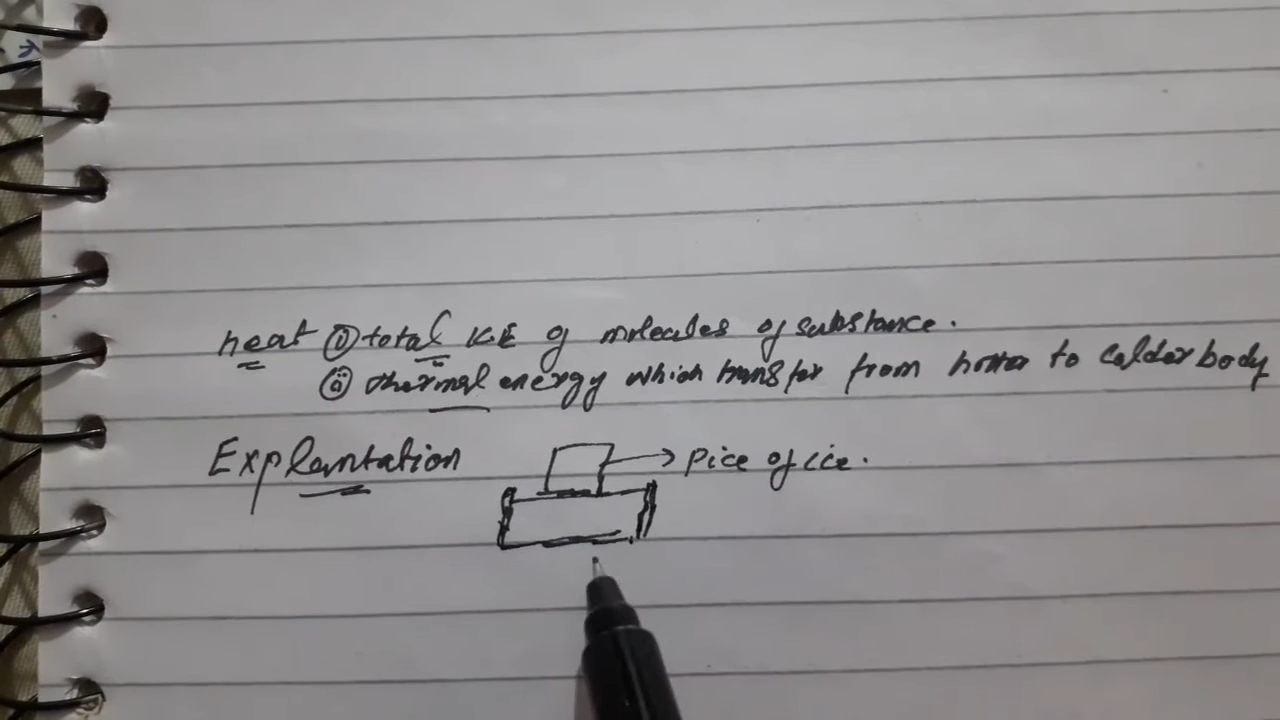 heat (i) total K.E of molecules of substance.
(ii) thermal energy which transfer from hotter to colder body
Explantation
→ Pice of ice.